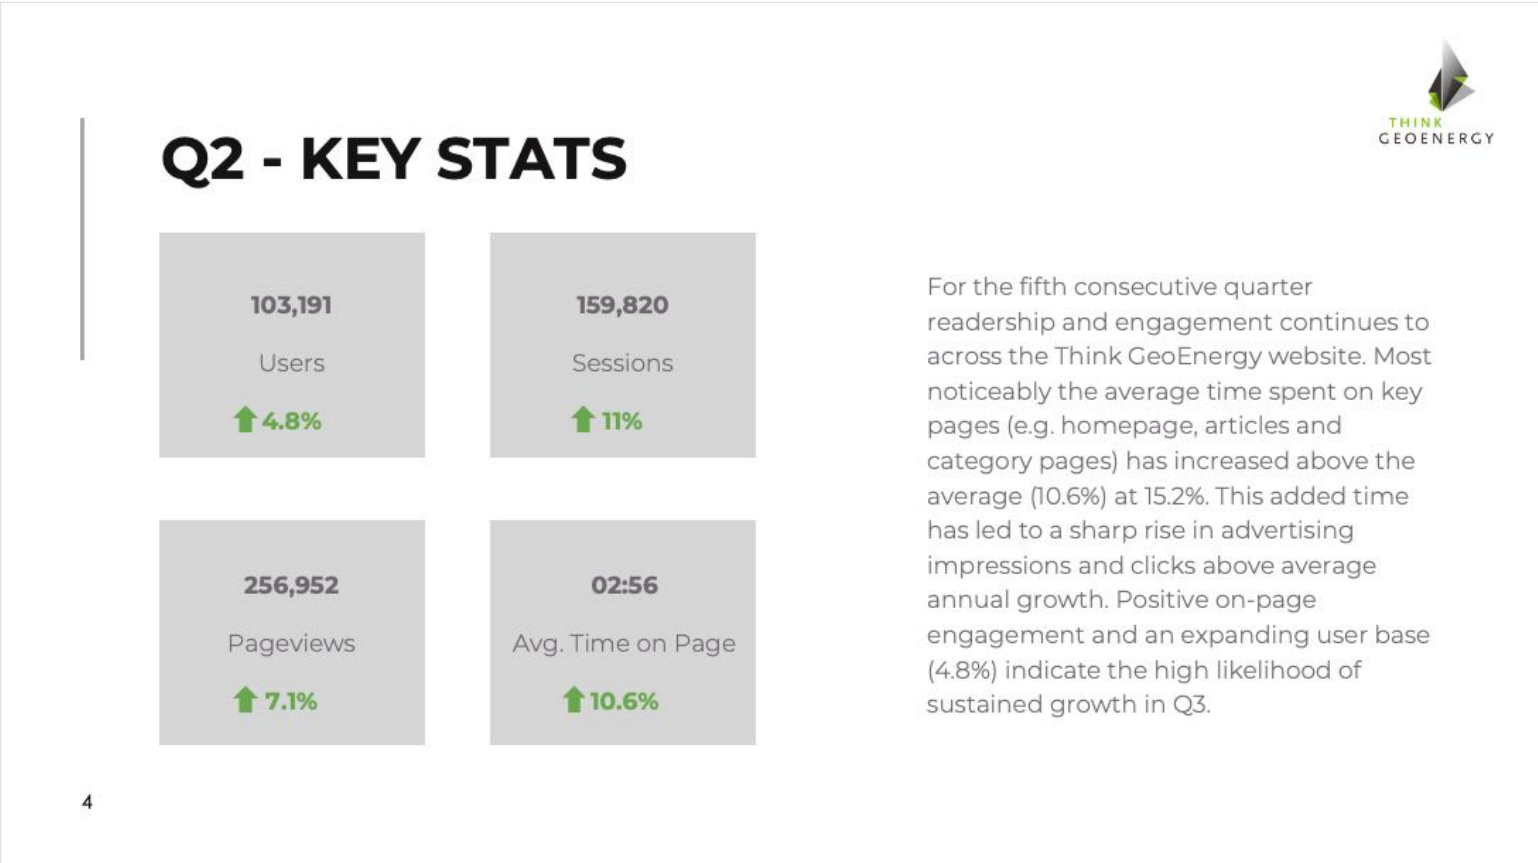 THINK
GEOENERGY
Q2 - KEY STATS
103,191
Users
4.8%
159,820
Sessions
11%
256,952
Pageviews
7.1%
02:56
Avg. Time on Page
10.6%
For the fifth consecutive quarter
readership and engagement continues to
across the Think GeoEnergy website. Most
noticeably the average time spent on key
pages (e.g. homepage, articles and
category pages) has increased above the
average (10.6%) at 15.2%. This added time
has led to a sharp rise in advertising
impressions and clicks above average
annual growth. Positive on-page
engagement and an expanding user base
(4.8%) indicate the high likelihood of
sustained growth in Q3.
4